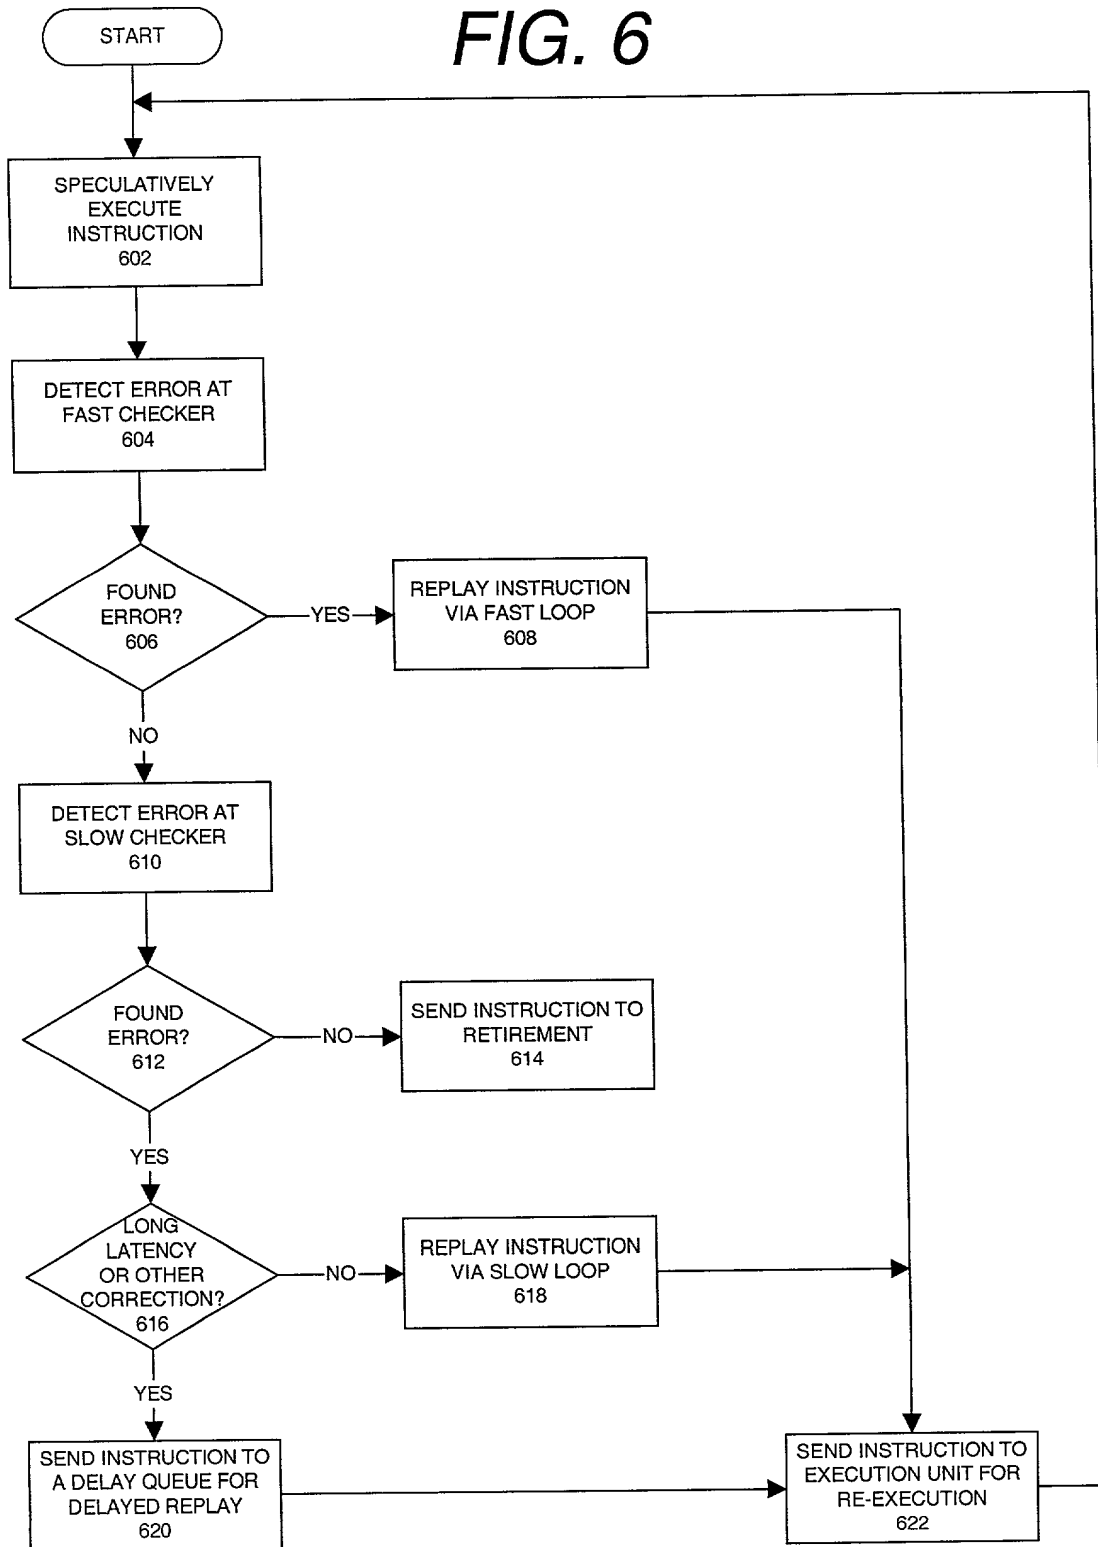 START
FIG. 6
SPECULATIVELY
EXECUTE
INSTRUCTION
602
DETECT ERROR AT
FAST CHECKER
604
FOUND
ERROR?
606
YES
REPLAY INSTRUCTION
VIA FAST LOOP
608
NO
DETECT ERROR AT
SLOW CHECKER
610
FOUND
ERROR?
612
NO
SEND INSTRUCTION TO
RETIREMENT
614
YES
LONG
LATENCY
OR OTHER
CORRECTION?
616
NO
REPLAY INSTRUCTION
VIA SLOW LOOP
618
YES
SEND INSTRUCTION TO
A DELAY QUEUE FOR
DELAYED REPLAY
620
SEND INSTRUCTION TO
EXECUTION UNIT FOR
RE-EXECUTION
622